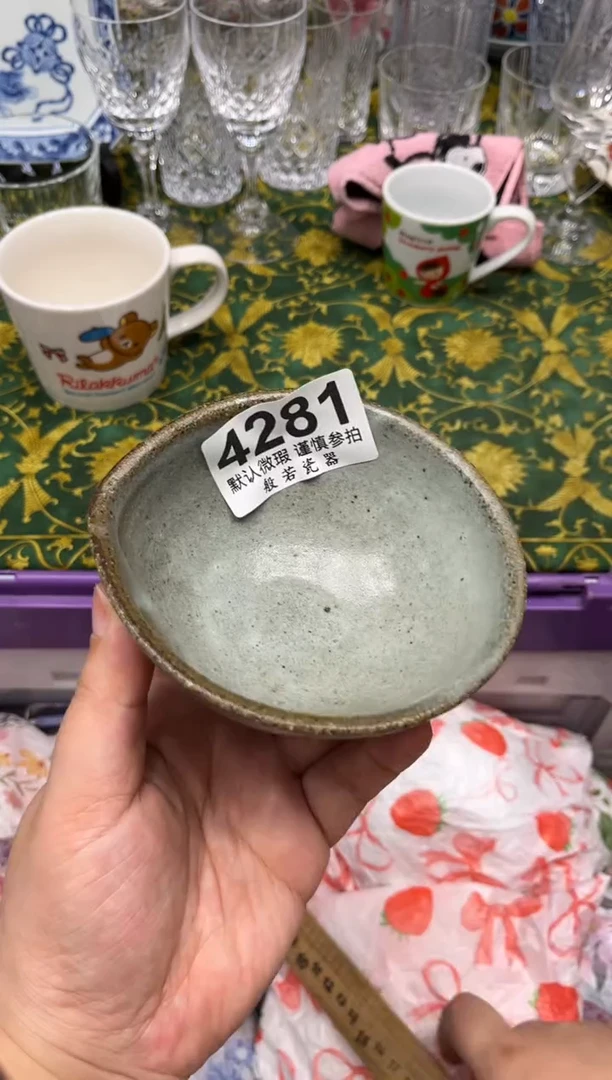 4281
默认微瑕 谨慎参拍
般若瓷器
Rilakkuma